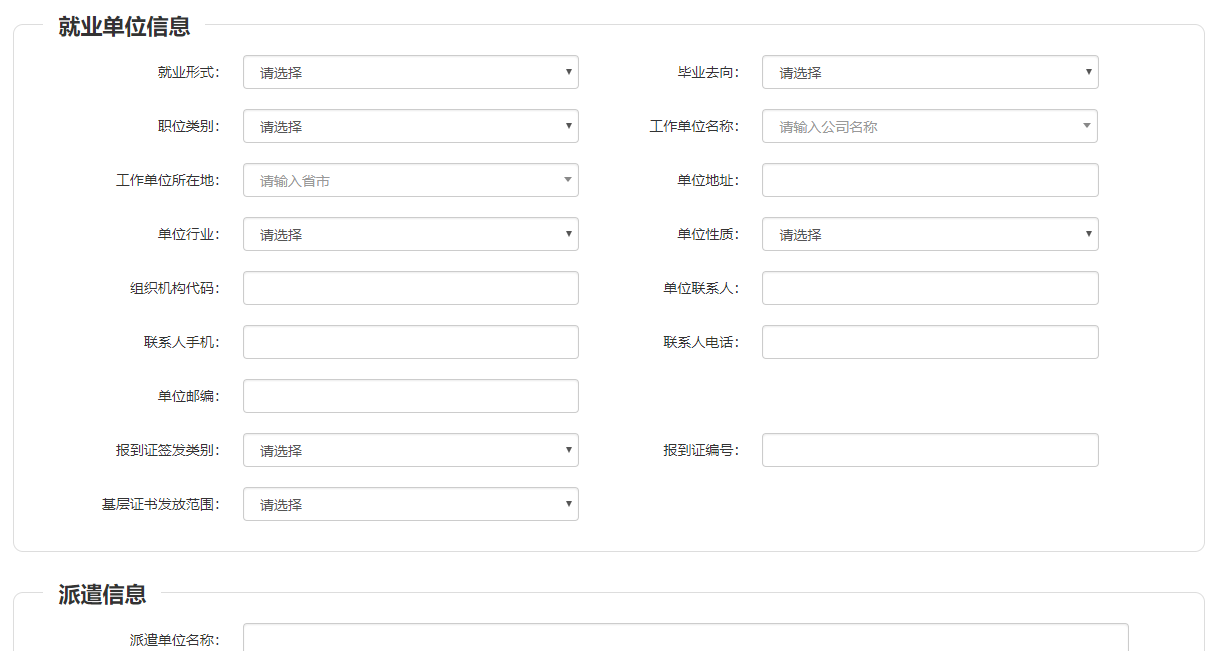 就业单位信息
就业形式： 请选择 毕业去向： 请选择
职位类别： 请选择 工作单位名称： 请输入公司名称
工作单位所在地： 请输入省市 单位地址：
单位行业： 请选择 单位性质： 请选择
组织机构代码： 单位联系人：
联系人手机： 联系人电话：
单位邮编：
报到证签发类别： 请选择 报到证编号：
基层证书发放范围： 请选择
派遣信息
派遣单位名称：